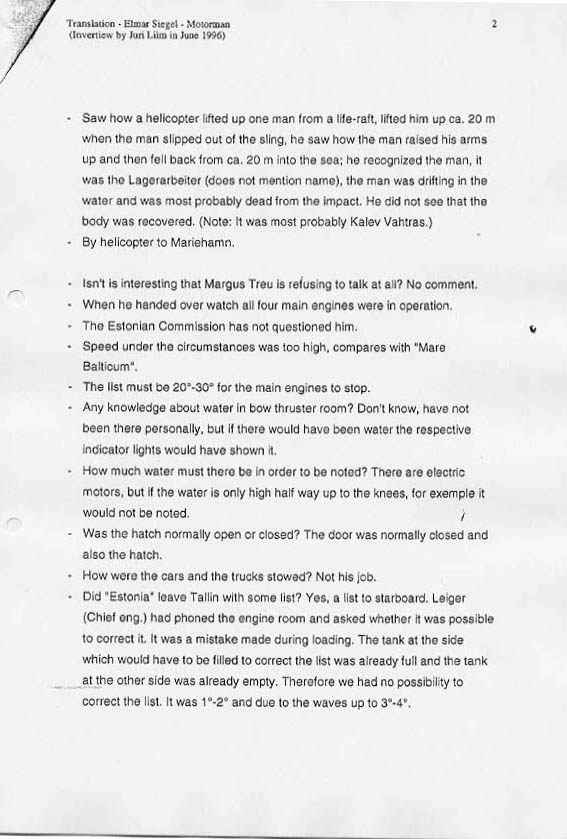 Translation - Elmar Siegel - Motorman
2
(Invertiew by Juri Liim in June 1996)
- Saw how a helicopter lifted up one man from a life-raft, lifted him up ca. 20 m
when the man slipped out of the sling, he saw how the man raised his arms
up and then fell back from ca. 20 m into the sea; he recognized the man, it
was the Lagerarbeiter (does not mention name), the man was drifting in the
water and was most probably dead from the impact. He did not see that the
body was recovered. (Note: It was most probably Kalev Vahtras.)
- By helicopter to Mariehamn.
- Isn't is interesting that Margus Treu is refusing to talk at all? No comment.
- When he handed over watch all four main engines were in operation.
- The Estonian Commission has not questioned him.
- Speed under the circumstances was too high, compares with "Mare
Balticum".
- The list must be 20°-30° for the main engines to stop.
- Any knowledge about water in bow thruster room? Don't know, have not
been there personally, but if there would have been water the respective
indicator lights would have shown it.
- How much water must there be in order to be noted? There are electric
motors, but if the water is only high half way up to the knees, for exemple it
would not be noted.
- Was the hatch normally open or closed? The door was normally closed and
also the hatch.
- How were the cars and the trucks stowed? Not his job.
- Did "Estonia" leave Tallin with some list? Yes, a list to starboard. Leiger
(Chief eng.) had phoned the engine room and asked whether it was possible
to correct it. It was a mistake made during loading. The tank at the side
which would have to be filled to correct the list was already full and the tank
at the other side was already empty. Therefore we had no possibility to
correct the list. It was 1°-2° and due to the waves up to 3°-4°.